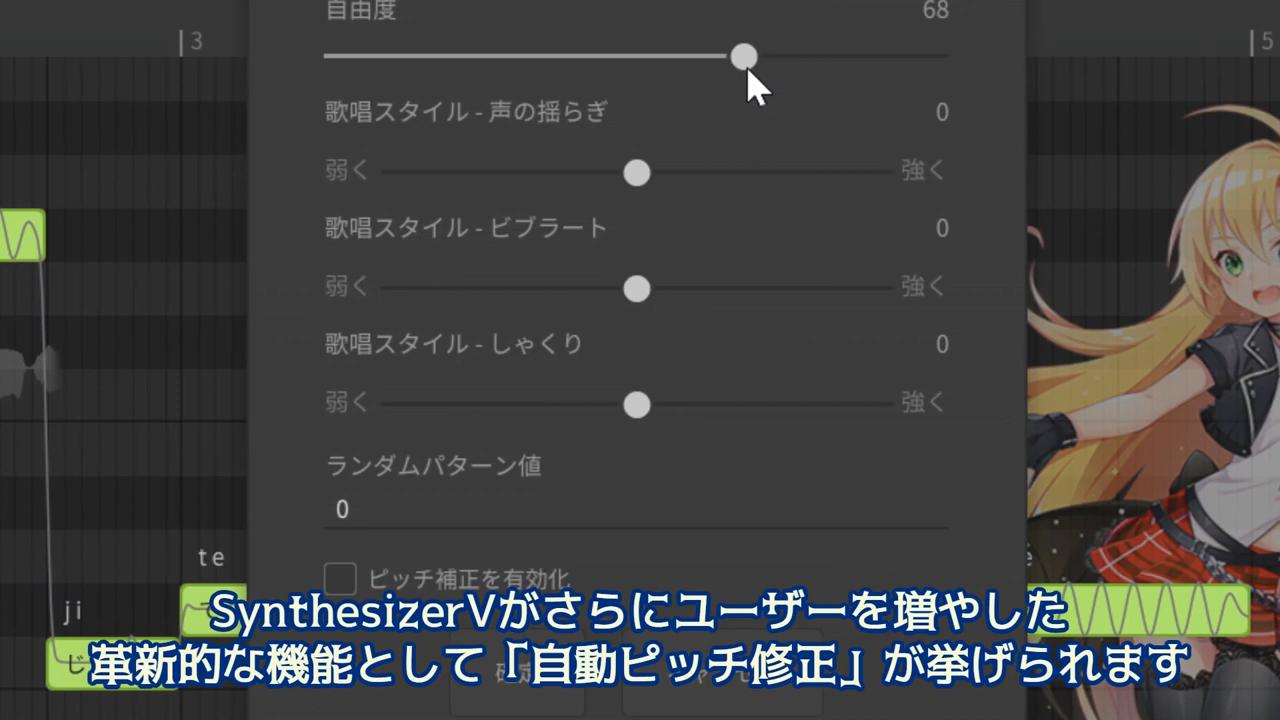 自由度 68
3
5
歌唱スタイル - 声の揺らぎ 0
弱く 強く
歌唱スタイル - ビブラート 0
弱く 強く
歌唱スタイル - しゃくり 0
弱く 強く
ランダムパターン値
0
te
ピッチ補正を有効化
ji
SynthesizerVがさらにユーザーを増やした
革新的な機能として「自動ピッチ修正」が挙げられます